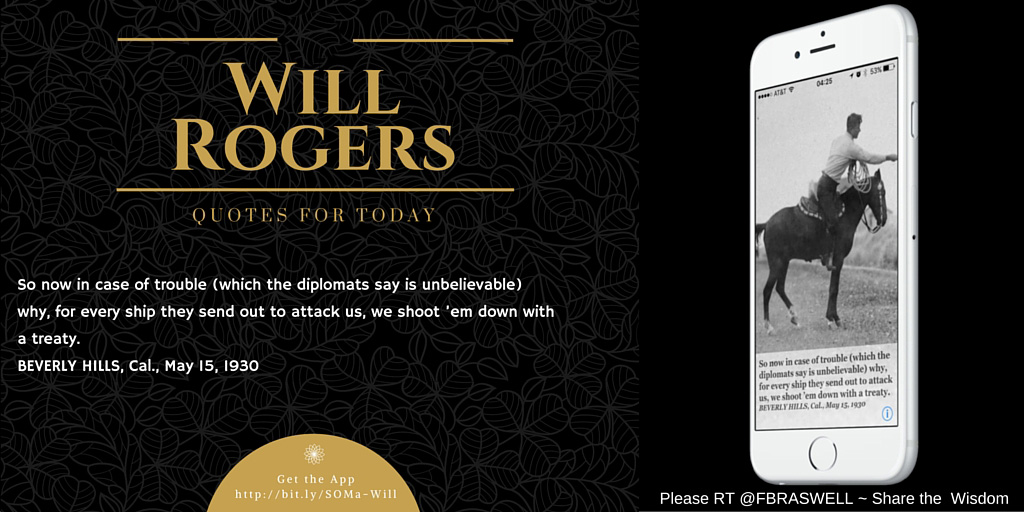 WILL
ROGERS
QUOTES FOR TODAY
So now in case of trouble (which the diplomats say is unbelievable)
why, for every ship they send out to attack us, we shoot 'em down with
a treaty.
BEVERLY HILLS, Cal., May 15, 1930
Get the App
http://bit.ly/SOMa-Will
AT&T 04:25 53%
So now in case of trouble (which the
diplomats say is unbelievable) why,
for every ship they send out to attack
us, we shoot 'em down with a treaty.
BEVERLY HILLS, Cal., May 15, 1930
Please RT @FBRASWELL ~ Share the Wisdom